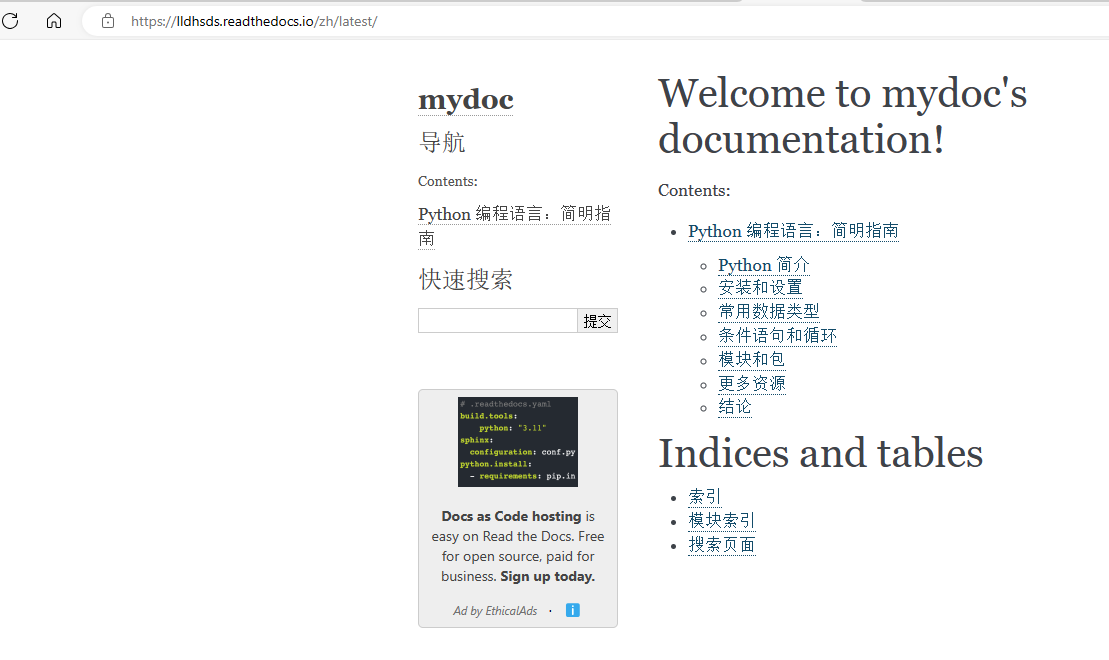 https://lldhsds.readthedocs.io/zh/latest/
mydoc
导航
Contents:
Python 编程语言：简明指
南
快速搜索
提交
# .readthedocs.yaml
build.tools:
python: "3.11"
sphinx:
configuration: conf.py
python.install:
- requirements: pip.in
Docs as Code hosting is
easy on Read the Docs. Free
for open source, paid for
business. Sign up today.
Ad by EthicalAds · i
Welcome to mydoc's
documentation!
Contents:
Python 编程语言：简明指南
Python 简介
安装和设置
常用数据类型
条件语句和循环
模块和包
更多资源
结论
Indices and tables
索引
模块索引
搜索页面